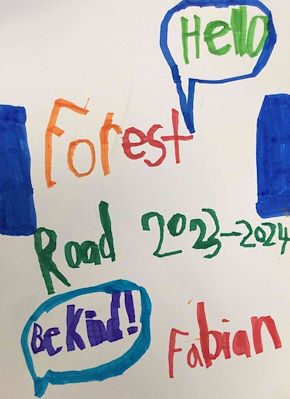 Hello
Forest
Road 2023-2024
Be Kind!
Fabian